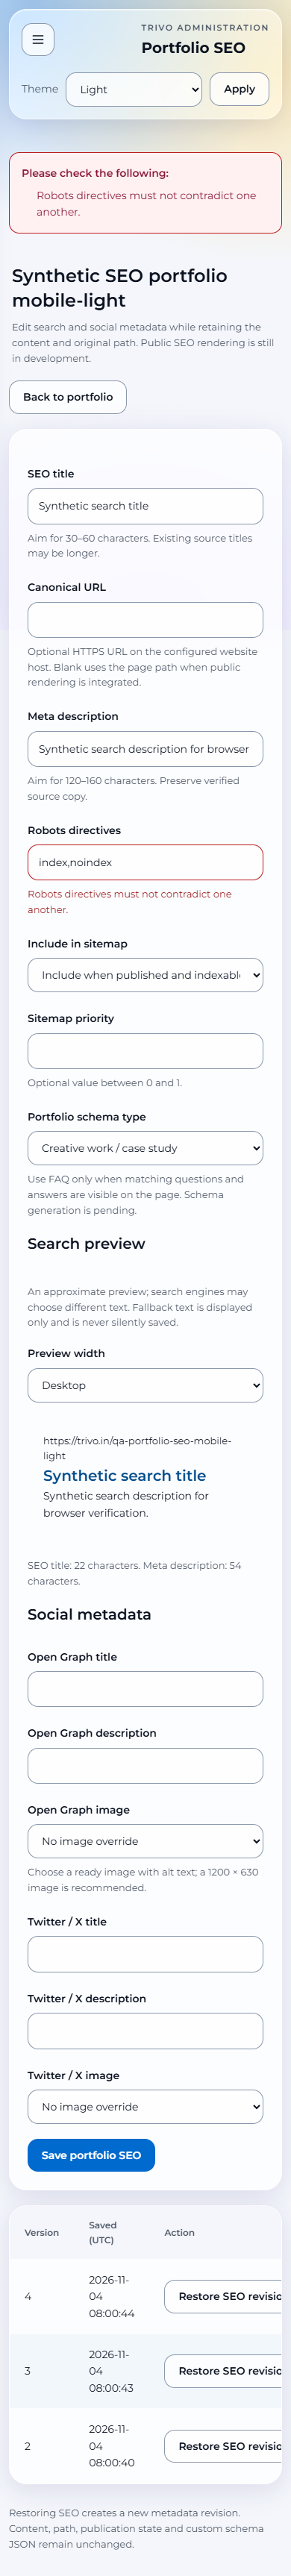 TRIVO ADMINISTRATION
Portfolio SEO
Theme
Light
Apply
Please check the following:
Robots directives must not contradict one
another.
Synthetic SEO portfolio
mobile-light
Edit search and social metadata while retaining the
content and original path. Public SEO rendering is still
in development.
Back to portfolio
SEO title
Synthetic search title
Aim for 30–60 characters. Existing source titles
may be longer.
Canonical URL
Optional HTTPS URL on the configured website
host. Blank uses the page path when public
rendering is integrated.
Meta description
Synthetic search description for browser
Aim for 120–160 characters. Preserve verified
source copy.
Robots directives
index,noindex
Robots directives must not contradict one
another.
Include in sitemap
Include when published and indexabl
Sitemap priority
Optional value between 0 and 1.
Portfolio schema type
Creative work / case study
Use FAQ only when matching questions and
answers are visible on the page. Schema
generation is pending.
Search preview
An approximate preview; search engines may
choose different text. Fallback text is displayed
only and is never silently saved.
Preview width
Desktop
https://trivo.in/qa-portfolio-seo-mobile-
light
Synthetic search title
Synthetic search description for
browser verification.
SEO title: 22 characters. Meta description: 54
characters.
Social metadata
Open Graph title
Open Graph description
Open Graph image
No image override
Choose a ready image with alt text; a 1200 × 630
image is recommended.
Twitter / X title
Twitter / X description
Twitter / X image
No image override
Save portfolio SEO
Version
Saved
(UTC)
Action
4
2026-11-
04
08:00:44
Restore SEO revisio
3
2026-11-
04
08:00:43
Restore SEO revisio
2
2026-11-
04
08:00:40
Restore SEO revisio
Restoring SEO creates a new metadata revision.
Content, path, publication state and custom schema
JSON remain unchanged.